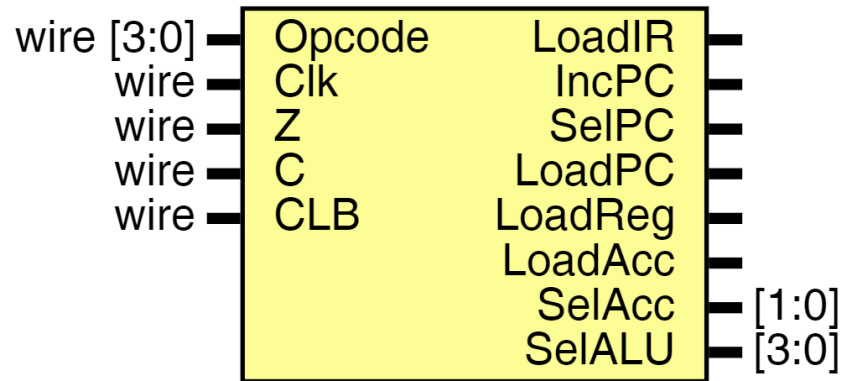 wire [3:0] Opcode LoadIR
wire Clk IncPC
wire Z SelPC
wire C LoadPC
wire CLB LoadReg
LoadAcc
SelAcc [1:0]
SelALU [3:0]